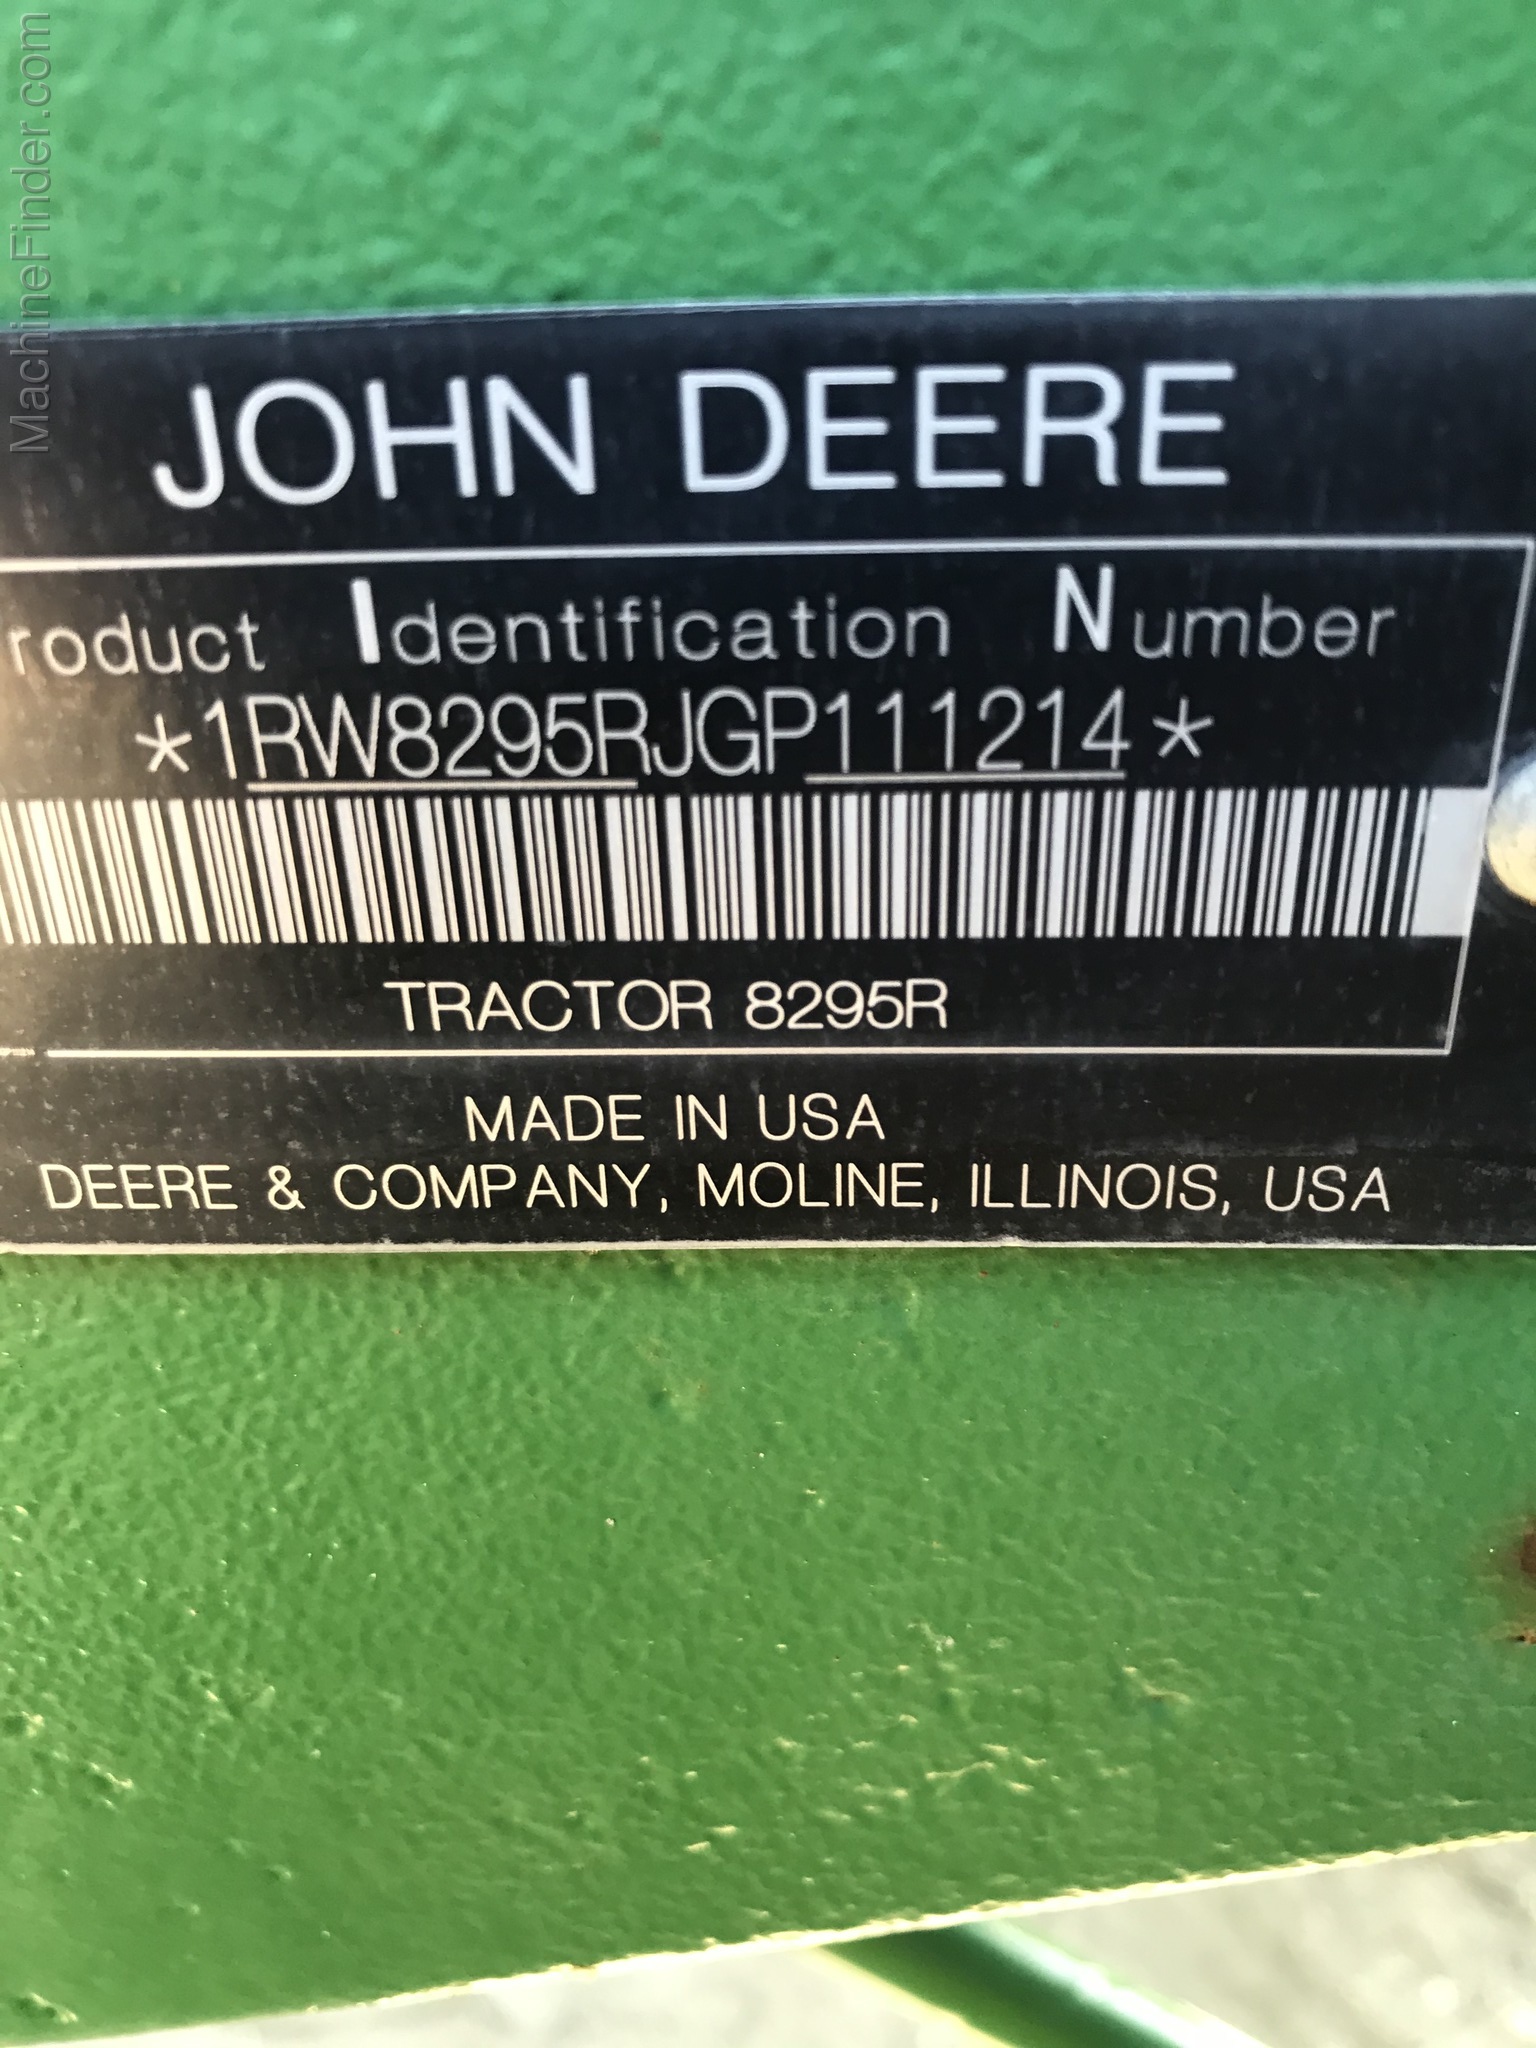 MachineFinder.com
JOHN DEERE
roduct Identification Number
*1RW8295RJGP111214*
TRACTOR 8295R
MADE IN USA
DEERE & COMPANY, MOLINE, ILLINOIS, USA